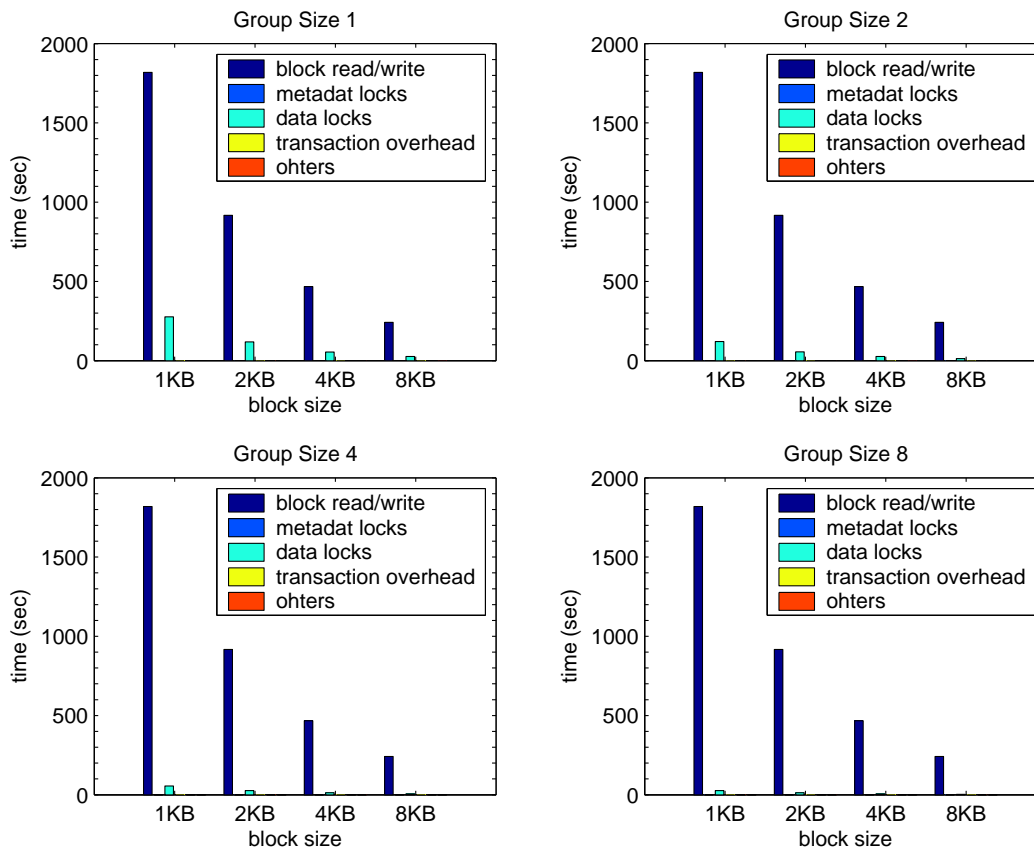 Group Size 1
2000
1500
1000
500
0
time (sec)
block read/write
metadat locks
data locks
transaction overhead
ohters
1KB 2KB 4KB 8KB
block size
Group Size 2
2000
1500
1000
500
0
time (sec)
block read/write
metadat locks
data locks
transaction overhead
ohters
1KB 2KB 4KB 8KB
block size
Group Size 4
2000
1500
1000
500
0
time (sec)
block read/write
metadat locks
data locks
transaction overhead
ohters
1KB 2KB 4KB 8KB
block size
Group Size 8
2000
1500
1000
500
0
time (sec)
block read/write
metadat locks
data locks
transaction overhead
ohters
1KB 2KB 4KB 8KB
block size